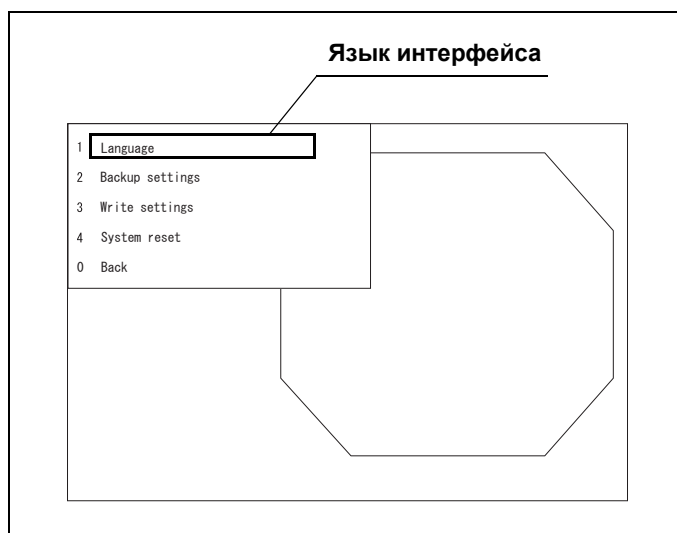 Язык интерфейса
1 Language
2 Backup settings
3 Write settings
4 System reset
0 Back